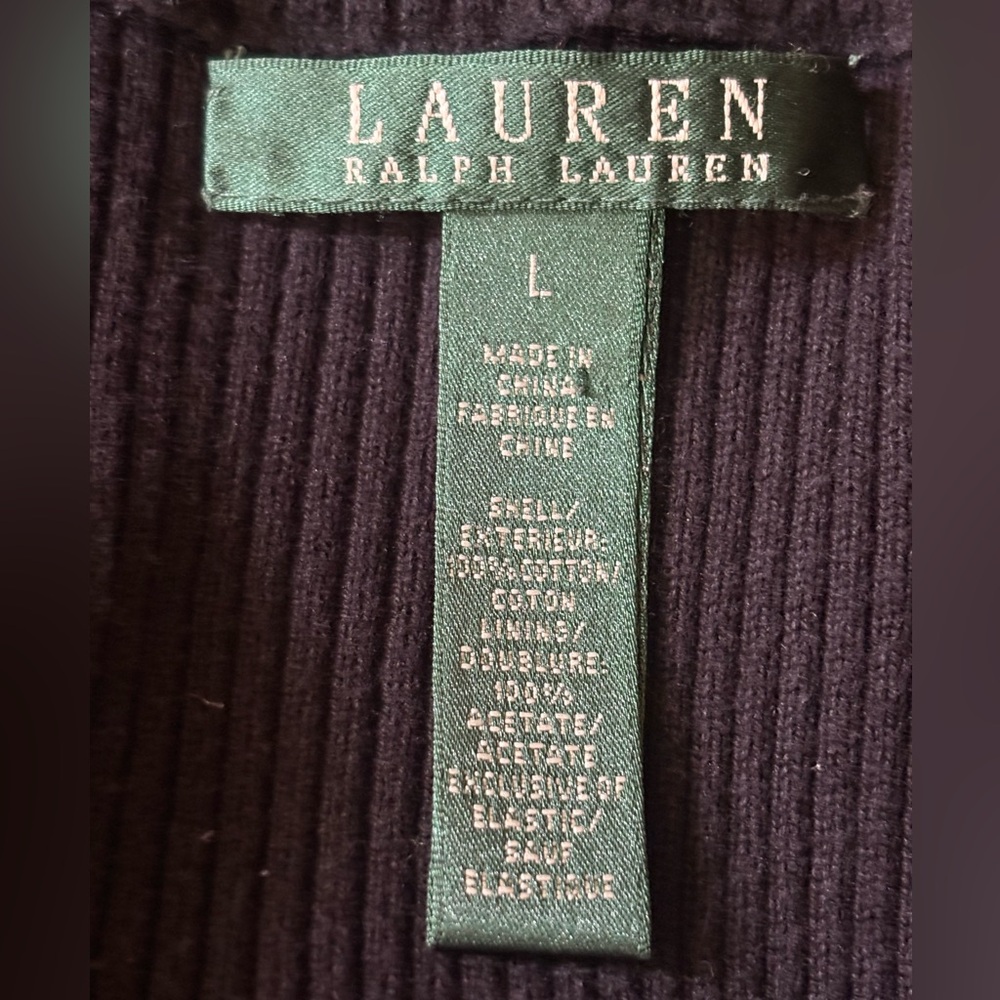 LAUREN
RALPH LAUREN
L
MADE IN
CHINA
FABRIQUE EN
CHINE
SHELL/
EXTERIEUR:
100% COTTON/
COTON
LINING/
DOUBLURE:
100%
ACETATE/
ACETATE
EXCLUSIVE OF
ELASTIC/
SAUF
ELASTIQUE